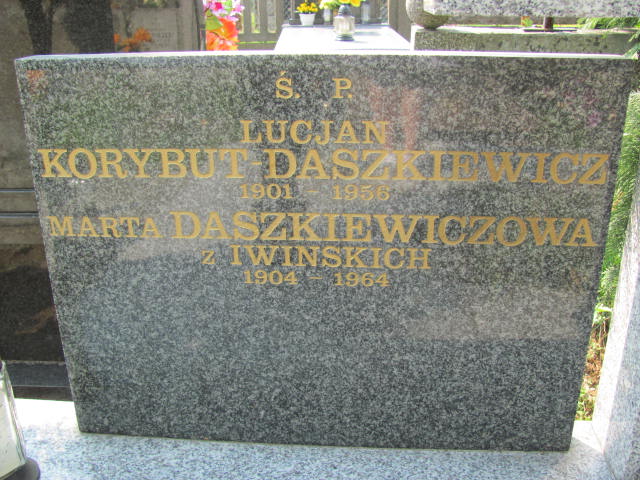 Ś. P.
LUCJAN
KORYBUT-DASZKIEWICZ
1901 - 1956
MARTA DASZKIEWICZOWA
Z IWINSKICH
1904 - 1964